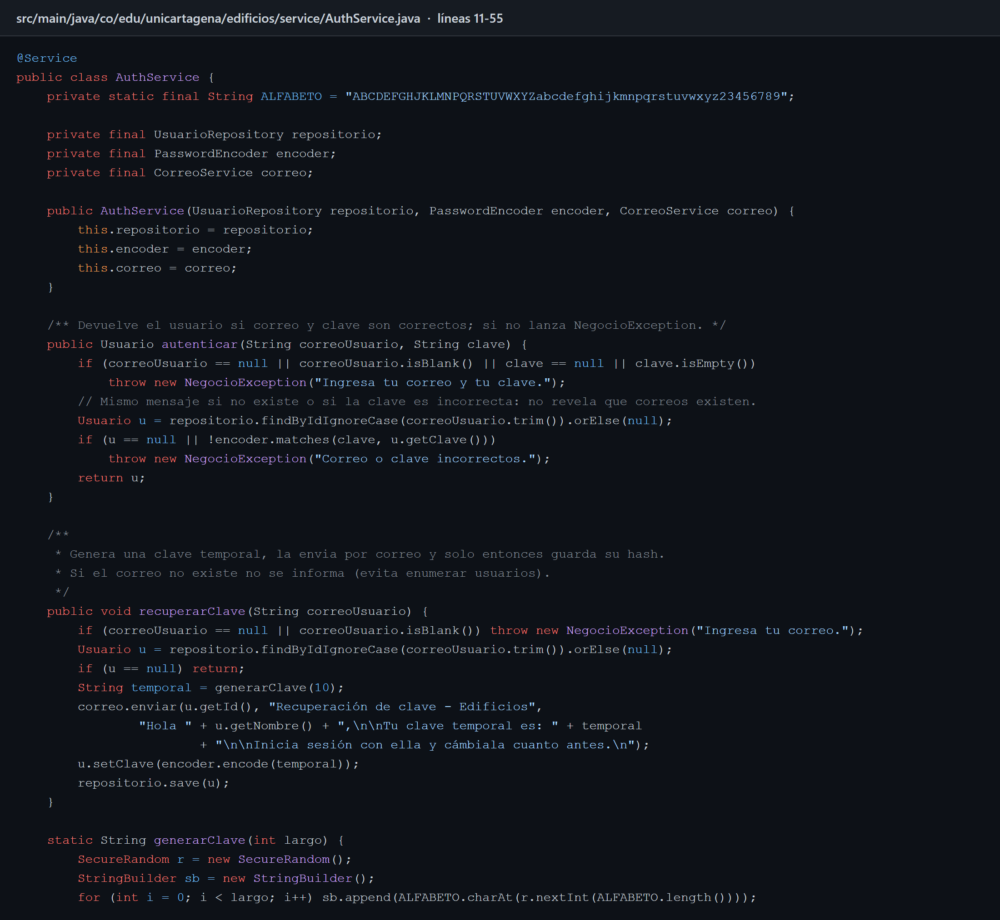 src/main/java/co/edu/unicartagena/edificios/service/AuthService.java · líneas 11-55
@Service
public class AuthService {
    private static final String ALFABETO = "ABCDEFGHJKLMNPQRSTUVWXYZabcdefghijkmnpqrstuvwxyz23456789";

    private final UsuarioRepository repositorio;
    private final PasswordEncoder encoder;
    private final CorreoService correo;

    public AuthService(UsuarioRepository repositorio, PasswordEncoder encoder, CorreoService correo) {
        this.repositorio = repositorio;
        this.encoder = encoder;
        this.correo = correo;
    }

    /** Devuelve el usuario si correo y clave son correctos; si no lanza NegocioException. */
    public Usuario autenticar(String correoUsuario, String clave) {
        if (correoUsuario == null || correoUsuario.isBlank() || clave == null || clave.isEmpty())
            throw new NegocioException("Ingresa tu correo y tu clave.");
        // Mismo mensaje si no existe o si la clave es incorrecta: no revela que correos existen.
        Usuario u = repositorio.findByIdIgnoreCase(correoUsuario.trim()).orElse(null);
        if (u == null || !encoder.matches(clave, u.getClave()))
            throw new NegocioException("Correo o clave incorrectos.");
        return u;
    }

    /**
     * Genera una clave temporal, la envia por correo y solo entonces guarda su hash.
     * Si el correo no existe no se informa (evita enumerar usuarios).
     */
    public void recuperarClave(String correoUsuario) {
        if (correoUsuario == null || correoUsuario.isBlank()) throw new NegocioException("Ingresa tu correo.");
        Usuario u = repositorio.findByIdIgnoreCase(correoUsuario.trim()).orElse(null);
        if (u == null) return;
        String temporal = generarClave(10);
        correo.enviar(u.getId(), "Recuperación de clave - Edificios",
                "Hola " + u.getNombre() + ",\n\nTu clave temporal es: " + temporal
                        + "\n\nInicia sesión con ella y cámbiala cuanto antes.\n");
        u.setClave(encoder.encode(temporal));
        repositorio.save(u);
    }

    static String generarClave(int largo) {
        SecureRandom r = new SecureRandom();
        StringBuilder sb = new StringBuilder();
        for (int i = 0; i < largo; i++) sb.append(ALFABETO.charAt(r.nextInt(ALFABETO.length())));